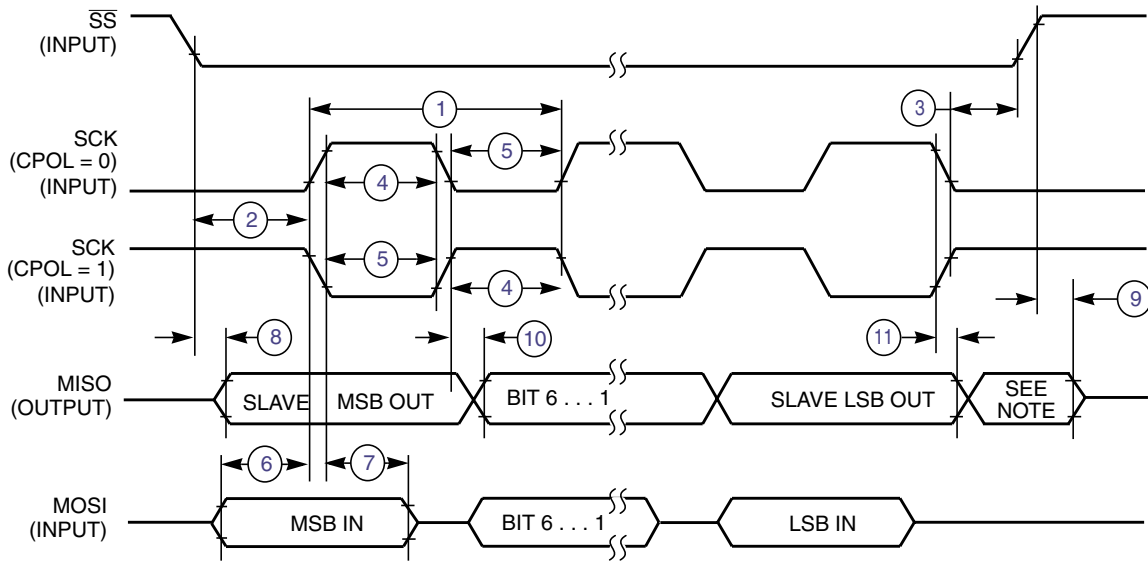 SS
(INPUT)
1
3
SCK
(CPOL = 0)
(INPUT)
5
4
2
SCK
(CPOL = 1)
(INPUT)
5
4
9
8
10
11
MISO
(OUTPUT)
SLAVE
MSB OUT
BIT 6 . . . 1
SLAVE LSB OUT
SEE
NOTE
6
7
MOSI
(INPUT)
MSB IN
BIT 6 . . . 1
LSB IN